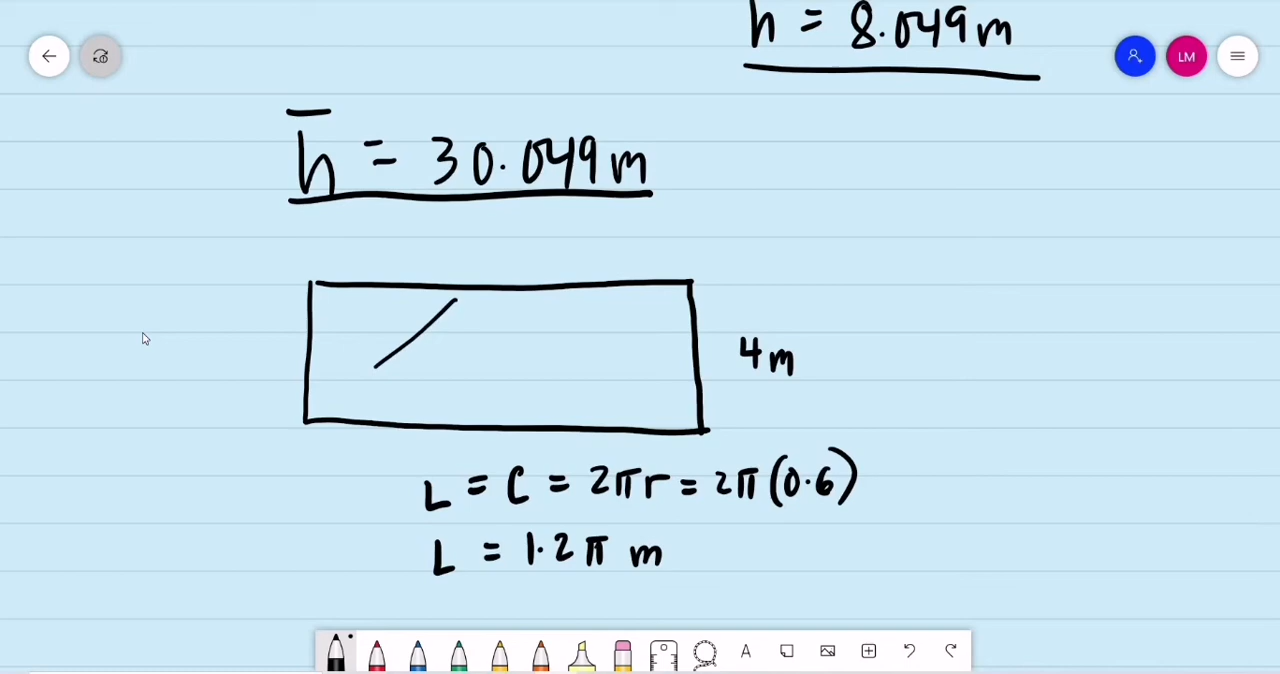 h = 8.049m
LM
h̅ = 30.049m
4m
L = C = 2πr = 2π(0.6)
L = 1.2π m
A